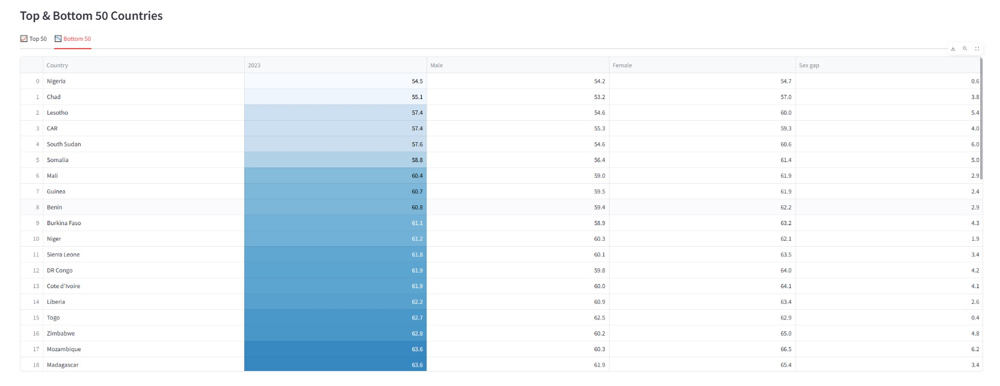 Top & Bottom 50 Countries
Top 50 Bottom 50
Country 2023 Male Female Sex gap
0 Nigeria 54.5 54.2 54.7 0.6
1 Chad 55.1 53.2 57.0 3.8
2 Lesotho 57.4 54.6 60.0 5.4
3 CAR 57.4 55.3 59.3 4.0
4 South Sudan 57.6 54.6 60.6 6.0
5 Somalia 58.8 56.4 61.4 5.0
6 Mali 60.4 59.0 61.9 2.9
7 Guinea 60.7 59.5 61.9 2.4
8 Benin 60.8 59.4 62.2 2.9
9 Burkina Faso 61.1 58.9 63.2 4.3
10 Niger 61.2 60.3 62.1 1.9
11 Sierra Leone 61.8 60.1 63.5 3.4
12 DR Congo 61.9 59.8 64.0 4.2
13 Cote d'Ivoire 61.9 60.0 64.1 4.1
14 Liberia 62.2 60.9 63.4 2.6
15 Togo 62.7 62.5 62.9 0.4
16 Zimbabwe 62.8 60.2 65.0 4.8
17 Mozambique 63.6 60.3 66.5 6.2
18 Madagascar 63.6 61.9 65.4 3.4